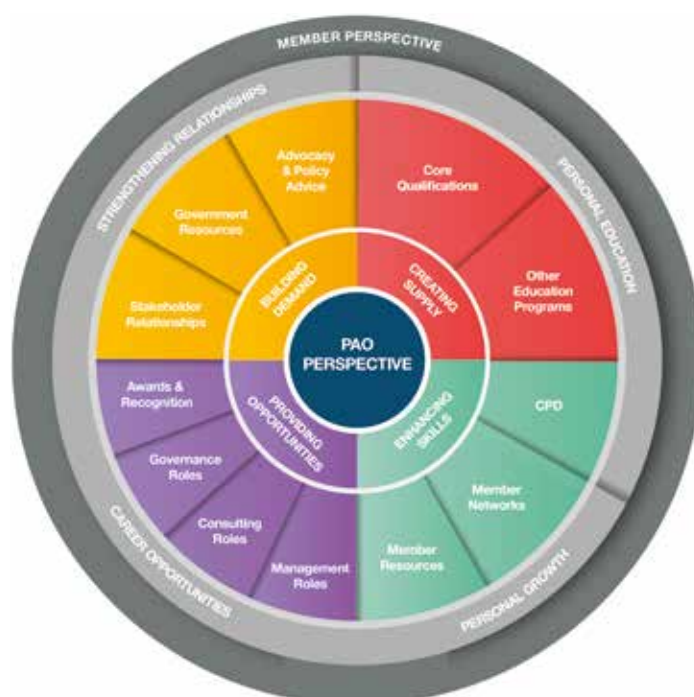 MEMBER PERSPECTIVE
STRENGTHENING RELATIONSHIPS
PERSONAL EDUCATION
Advocacy
& Policy
Advice
Core
Qualifications
Government
Resources
Other
Education
Programs
Stakeholder
Relationships
BUILDING
DEMAND
CREATING
SUPPLY
PAO
PERSPECTIVE
PROVIDING
OPPORTUNITIES
ENHANCING
SKILLS
Awards &
Recognition
CPD
Governance
Roles
Member
Networks
Consulting
Roles
Member
Resources
Management
Roles
CAREER OPPORTUNITIES
PERSONAL GROWTH